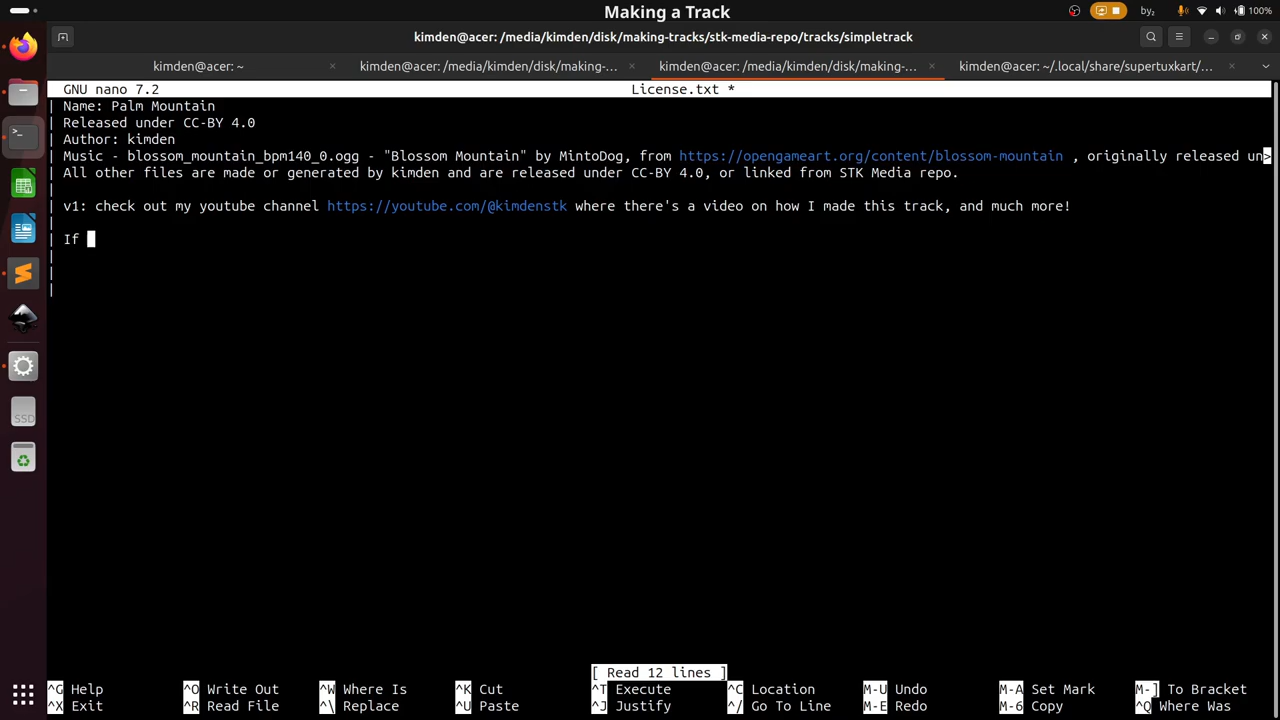 Making a Track
by₂
100%
kimden@acer: /media/kimden/disk/making-tracks/stk-media-repo/tracks/simpletrack
kimden@acer: ~
kimden@acer: /media/kimden/disk/making-...
kimden@acer: /media/kimden/disk/making-...
kimden@acer: ~/.local/share/supertuxkart/...
GNU nano 7.2 License.txt *
| Name: Palm Mountain
| Released under CC-BY 4.0
| Author: kimden
| Music - blossom_mountain_bpm140_0.ogg - "Blossom Mountain" by MintoDog, from https://opengameart.org/content/blossom-mountain , originally released un>
| All other files are made or generated by kimden and are released under CC-BY 4.0, or linked from STK Media repo.
|
| v1: check out my youtube channel https://youtube.com/@kimdenstk where there's a video on how I made this track, and much more!
|
| If
|
|
|
SSD
[ Read 12 lines ]
^G Help ^O Write Out ^W Where Is ^K Cut ^T Execute ^C Location M-U Undo M-A Set Mark M-] To Bracket
^X Exit ^R Read File ^\ Replace ^U Paste ^J Justify ^/ Go To Line M-E Redo M-6 Copy ^Q Where Was